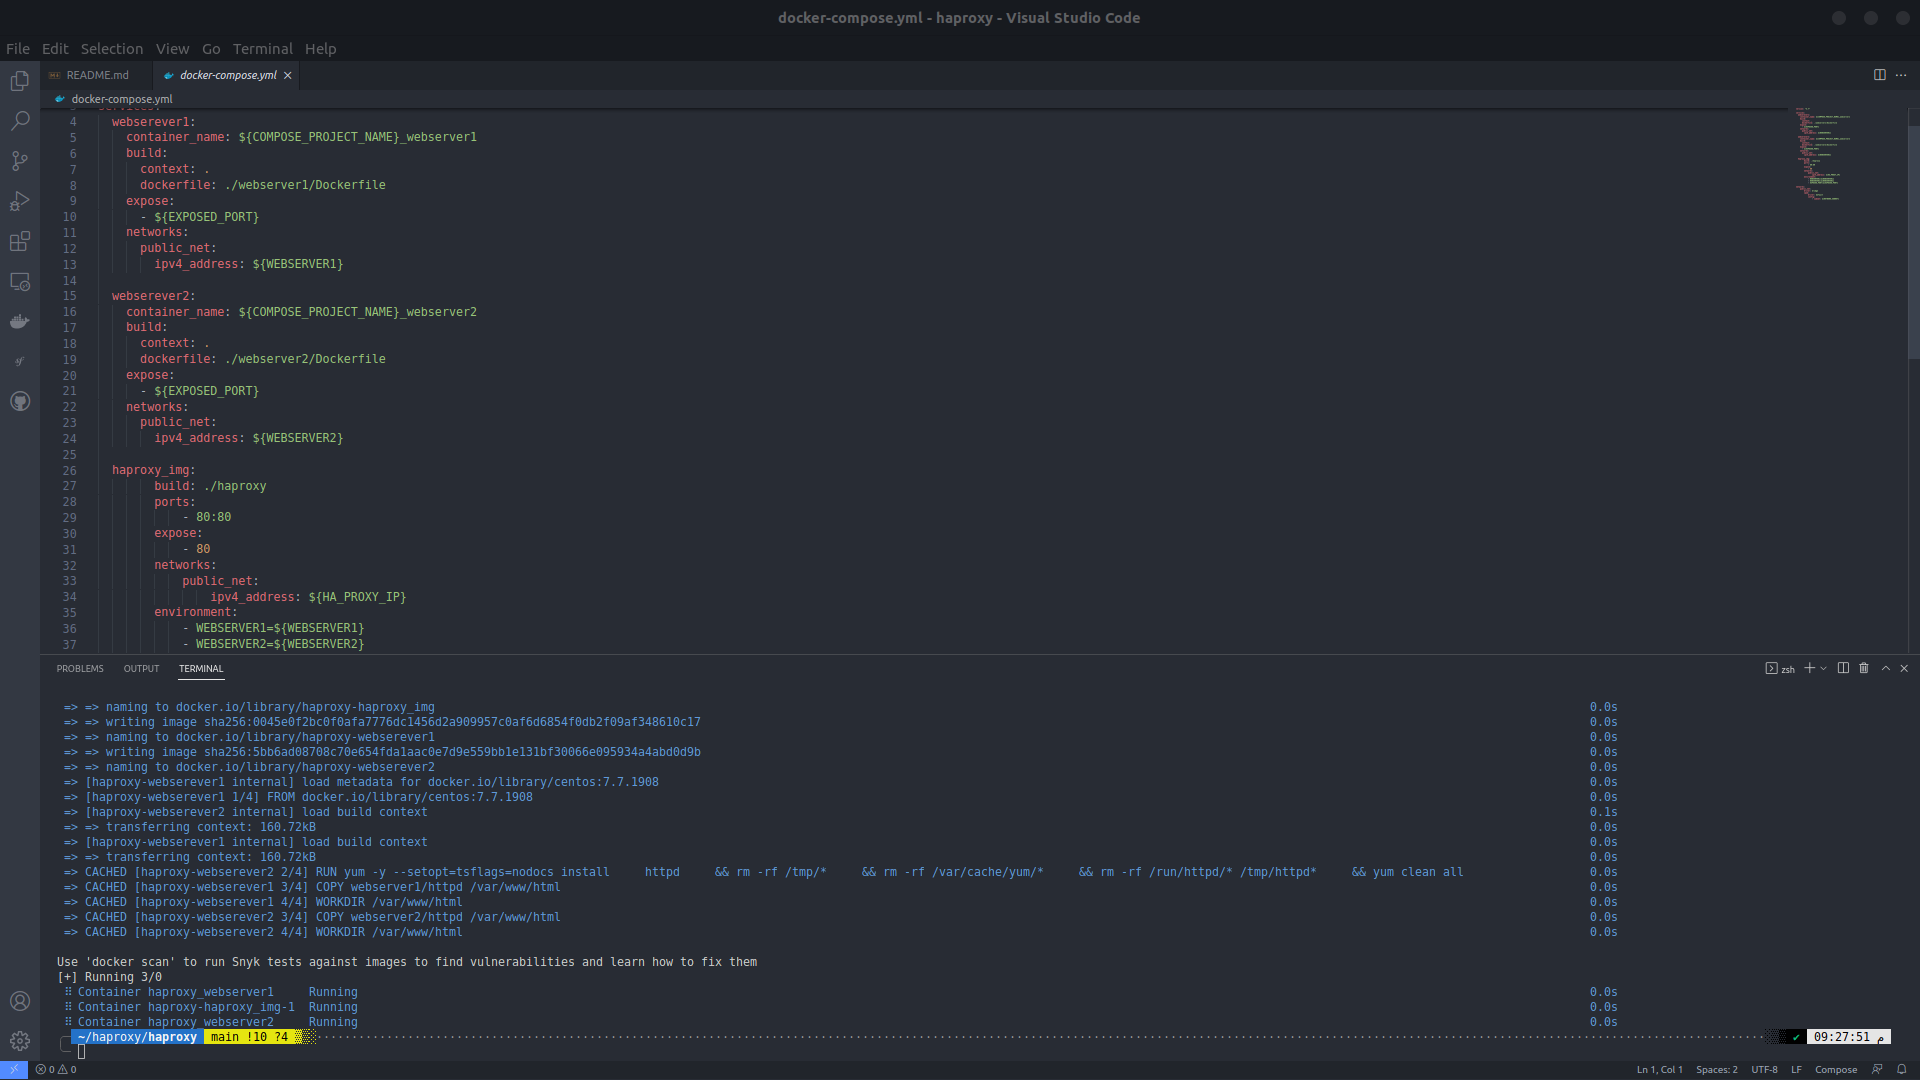 docker-compose.yml - haproxy - Visual Studio Code
File Edit Selection View Go Terminal Help
README.md docker-compose.yml
docker-compose.yml
4 webserever1:
5 container_name: ${COMPOSE_PROJECT_NAME}_webserver1
6 build:
7 context: .
8 dockerfile: ./webserver1/Dockerfile
9 expose:
10 - ${EXPOSED_PORT}
11 networks:
12 public_net:
13 ipv4_address: ${WEBSERVER1}
14
15 webserever2:
16 container_name: ${COMPOSE_PROJECT_NAME}_webserver2
17 build:
18 context: .
19 dockerfile: ./webserver2/Dockerfile
20 expose:
21 - ${EXPOSED_PORT}
22 networks:
23 public_net:
24 ipv4_address: ${WEBSERVER2}
25
26 haproxy_img:
27 build: ./haproxy
28 ports:
29 - 80:80
30 expose:
31 - 80
32 networks:
33 public_net:
34 ipv4_address: ${HA_PROXY_IP}
35 environment:
36 - WEBSERVER1=${WEBSERVER1}
37 - WEBSERVER2=${WEBSERVER2}
PROBLEMS OUTPUT TERMINAL zsh
=> => naming to docker.io/library/haproxy-haproxy_img 0.0s
=> => writing image sha256:0045e0f2bc0f0afa7776dc1456d2a909957c0af6d6854f0db2f09af348610c17 0.0s
=> => naming to docker.io/library/haproxy-webserever1 0.0s
=> => writing image sha256:5bb6ad08708c70e654fda1aac0e7d9e559bb1e131bf30066e095934a4abd0d9b 0.0s
=> => naming to docker.io/library/haproxy-webserever2 0.0s
=> [haproxy-webserever1 internal] load metadata for docker.io/library/centos:7.7.1908 0.0s
=> [haproxy-webserever1 1/4] FROM docker.io/library/centos:7.7.1908 0.0s
=> [haproxy-webserever2 internal] load build context 0.1s
=> => transferring context: 160.72kB 0.0s
=> [haproxy-webserever1 internal] load build context 0.0s
=> => transferring context: 160.72kB 0.0s
=> CACHED [haproxy-webserever2 2/4] RUN yum -y --setopt=tsflags=nodocs install httpd && rm -rf /tmp/* && rm -rf /var/cache/yum/* && rm -rf /run/httpd/* /tmp/httpd* && yum clean all 0.0s
=> CACHED [haproxy-webserever1 3/4] COPY webserver1/httpd /var/www/html 0.0s
=> CACHED [haproxy-webserever1 4/4] WORKDIR /var/www/html 0.0s
=> CACHED [haproxy-webserever2 3/4] COPY webserver2/httpd /var/www/html 0.0s
=> CACHED [haproxy-webserever2 4/4] WORKDIR /var/www/html 0.0s
Use 'docker scan' to run Snyk tests against images to find vulnerabilities and learn how to fix them
[+] Running 3/0
⠿ Container haproxy_webserver1 Running 0.0s
⠿ Container haproxy-haproxy_img-1 Running 0.0s
⠿ Container haproxy_webserver2 Running 0.0s
~/haproxy/haproxy main !10 ?4 ✔ 09:27:51 م
0 0 Ln 1, Col 1 Spaces: 2 UTF-8 LF Compose